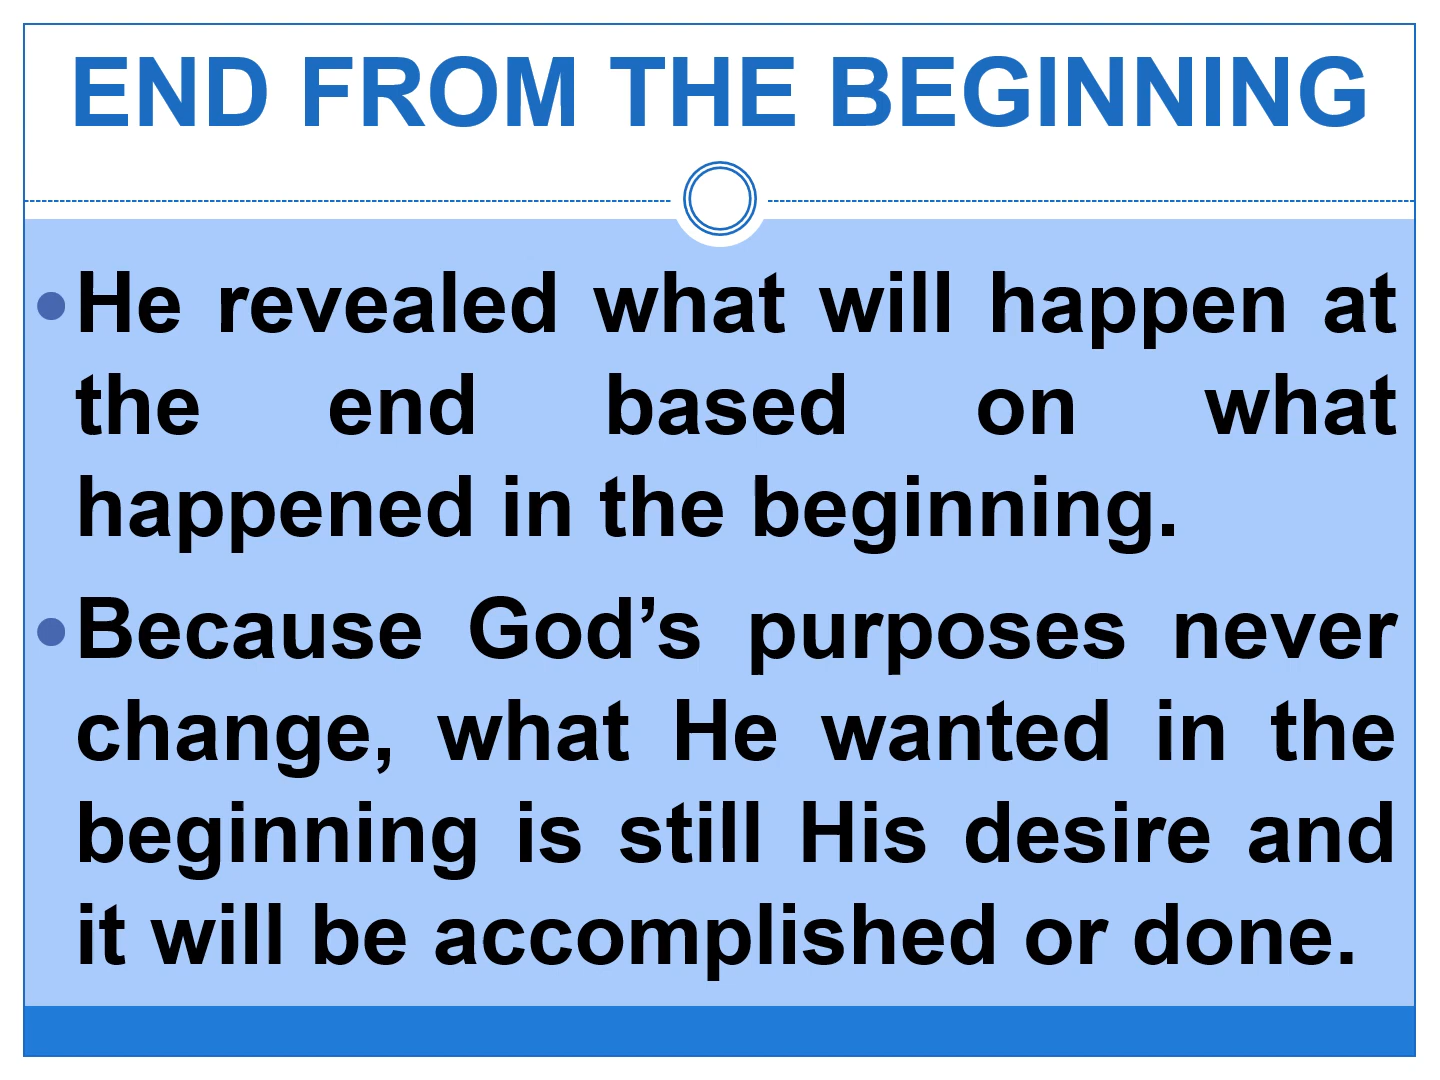 END FROM THE BEGINNING
• He revealed what will happen at
the end based on what
happened in the beginning.
• Because God’s purposes never
change, what He wanted in the
beginning is still His desire and
it will be accomplished or done.